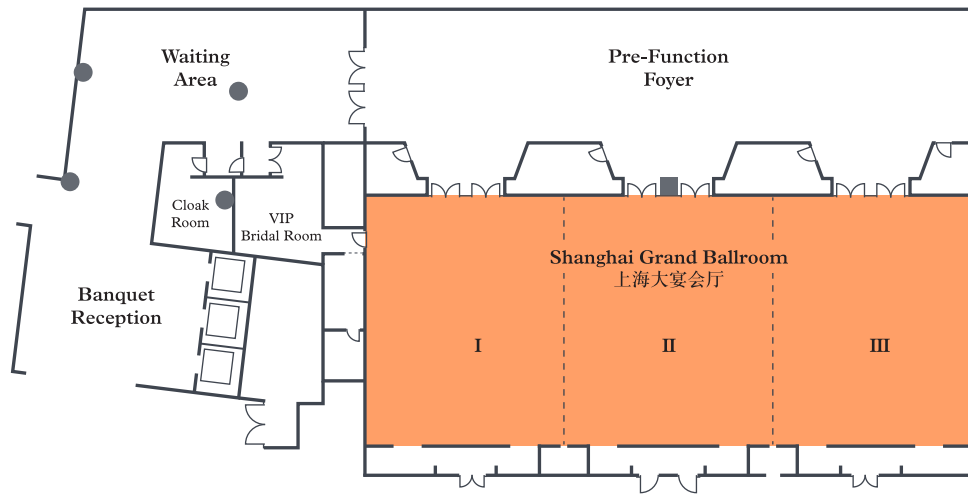 Waiting
Area
Pre-Function
Foyer
Cloak
Room
VIP
Bridal Room
Shanghai Grand Ballroom
上海大宴会厅
Banquet
Reception
I
II
III